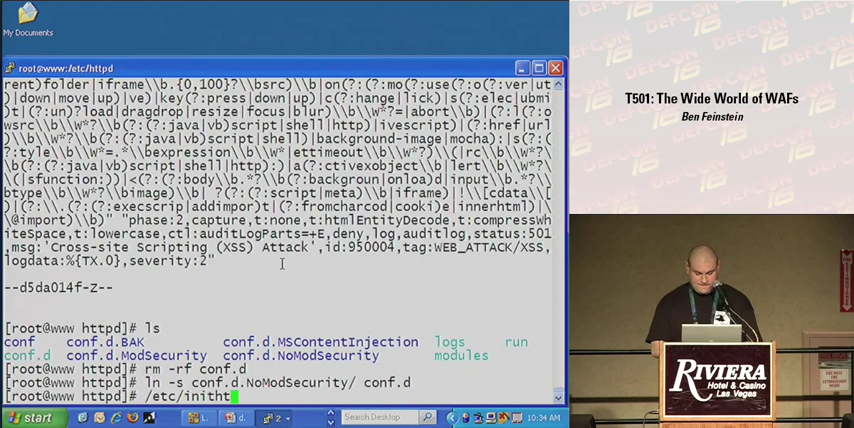 My Documents
root@www:/etc/httpd
rent)folder|iframe\\b.{0,100}?\\bsrc)\\b|on(?:(?:mo(?:use(?:o(?:ver|ut
)|down|move|up)|ve)|key(?:press|down|up)|c(?:hange|lick)|s(?:elec|ubmi
)t|(?:un)?load|dragdrop|resize|focus|blur)\\b\\W*?=|abort\\b)|(?:l(?:o
wsrc\\b\\W*?\\b(?:(?:java|vb)script|shell|http)|ivescript)|(?:href|url
)\\b\\W*?\\b(?:(?:java|vb)script|shell)|background-image|mocha):|s(?:(
?:tyle\\b\\W*=.*\\bexpression\\b\\W*|ettimeout\\b\\W*?)\\(|rc\\b\\W*?\
\b(?:(?:java|vb)script|shell|http):)|a(?:ctivexobject|lert\\b\\W*?\\
(|sfunction:))|<(?:(?:body\\b.*?\\b(?:backgroun|onloa)d|input\\b.*?\\b
type\\b\\W*?\\bimage)\\b| ?(?:(?:script|meta)\\b|iframe)|!\\[cdata\\[
)|(?:\\.(?:(?:execscrip|addimpor)t|(?:fromcharcod|cooki)e|innerhtml)|\
\@import)\\b)" "phase:2,capture,t:none,t:htmlEntityDecode,t:compressWh
iteSpace,t:lowercase,ctl:auditLogParts=+E,deny,log,auditlog,status:501
,msg:'Cross-site Scripting (XSS) Attack',id:950004,tag:WEB_ATTACK/XSS,
logdata:%{TX.0},severity:2"
--d5da014f-Z--
[root@www httpd]# ls
conf conf.d.BAK conf.d.MSContentInjection logs run
conf.d conf.d.ModSecurity conf.d.NoModSecurity modules
[root@www httpd]# rm -rf conf.d
[root@www httpd]# ln -s conf.d.NoModSecurity/ conf.d
[root@www httpd]# /etc/initht
start
L.
d.
2
Search Desktop
10:34 AM
T501: The Wide World of WAFs
Ben Feinstein
RIVIERA
Hotel & Casino
Las Vegas